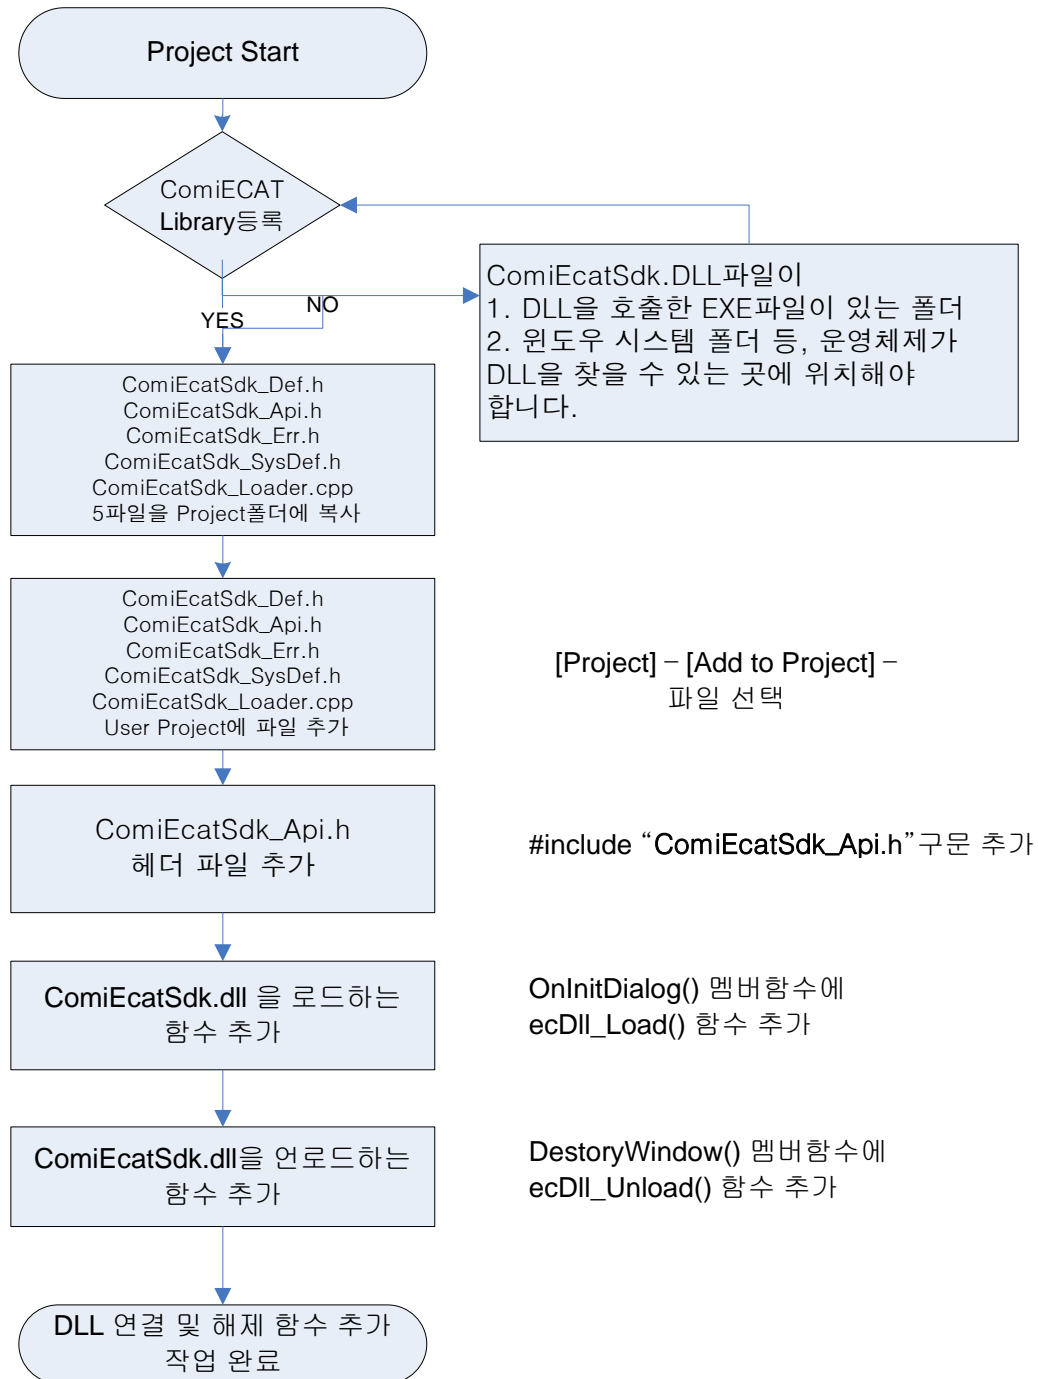 Project Start
ComiECAT
Library등록
NO
YES
ComiEcatSdk.DLL파일이
1. DLL을 호출한 EXE파일이 있는 폴더
2. 윈도우 시스템 폴더 등, 운영체제가
DLL을 찾을 수 있는 곳에 위치해야
합니다.
ComiEcatSdk_Def.h
ComiEcatSdk_Api.h
ComiEcatSdk_Err.h
ComiEcatSdk_SysDef.h
ComiEcatSdk_Loader.cpp
5파일을 Project폴더에 복사
ComiEcatSdk_Def.h
ComiEcatSdk_Api.h
ComiEcatSdk_Err.h
ComiEcatSdk_SysDef.h
ComiEcatSdk_Loader.cpp
User Project에 파일 추가
[Project] – [Add to Project] –
파일 선택
ComiEcatSdk_Api.h
헤더 파일 추가
#include “ComiEcatSdk_Api.h”구문 추가
ComiEcatSdk.dll 을 로드하는
함수 추가
OnInitDialog() 멤버함수에
ecDll_Load() 함수 추가
ComiEcatSdk.dll을 언로드하는
함수 추가
DestoryWindow() 멤버함수에
ecDll_Unload() 함수 추가
DLL 연결 및 해제 함수 추가
작업 완료